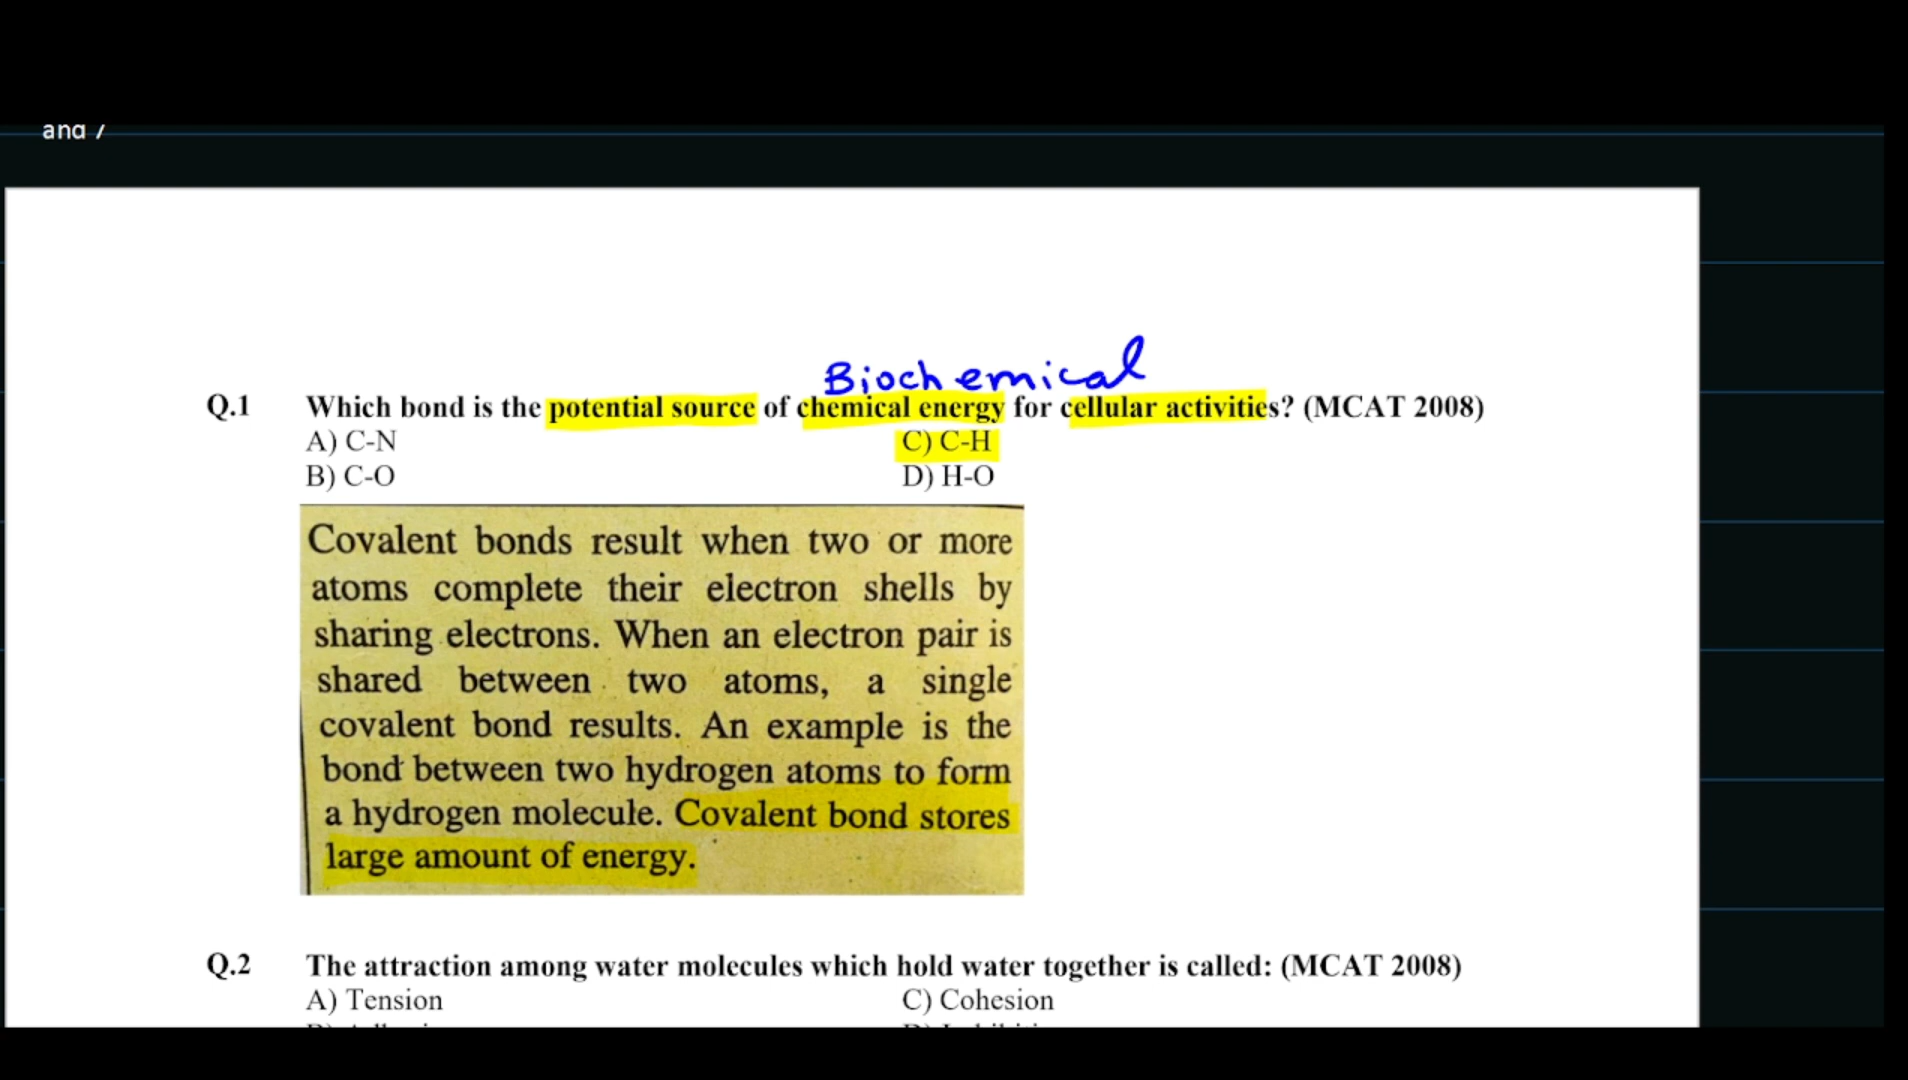 and 7
Biochemical
Q.1 Which bond is the potential source of chemical energy for cellular activities? (MCAT 2008)
A) C-N C) C-H
B) C-O D) H-O
Covalent bonds result when two or more
atoms complete their electron shells by
sharing electrons. When an electron pair is
shared between two atoms, a single
covalent bond results. An example is the
bond between two hydrogen atoms to form
a hydrogen molecule. Covalent bond stores
large amount of energy.
Q.2 The attraction among water molecules which hold water together is called: (MCAT 2008)
A) Tension C) Cohesion